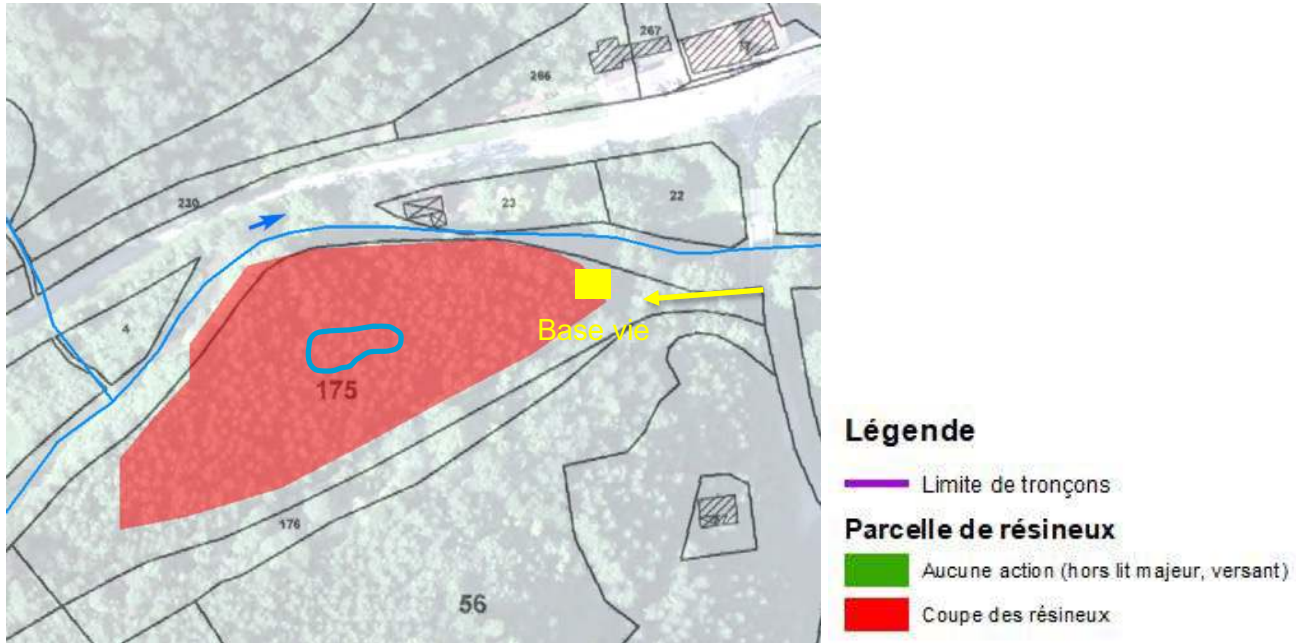 267
266
230
23
22
4
Base vie
175
176
56
Légende
Limite de tronçons
Parcelle de résineux
Aucune action (hors lit majeur, versant)
Coupe des résineux